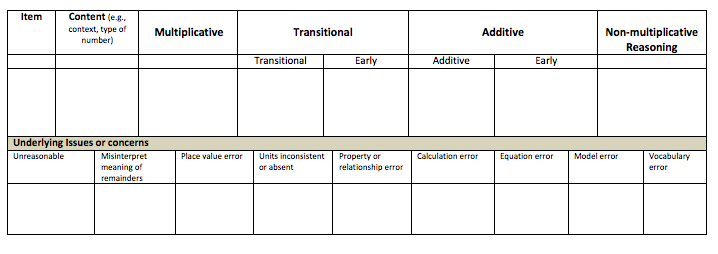 Item Content (e.g., Multiplicative Transitional Additive Non-multiplicative
context, type of Reasoning
number)
Transitional Early Additive Early
Underlying Issues or concerns
Unreasonable Misinterpret Place value error Units inconsistent Property or Calculation error Equation error Model error Vocabulary
meaning of or absent relationship error error
remainders